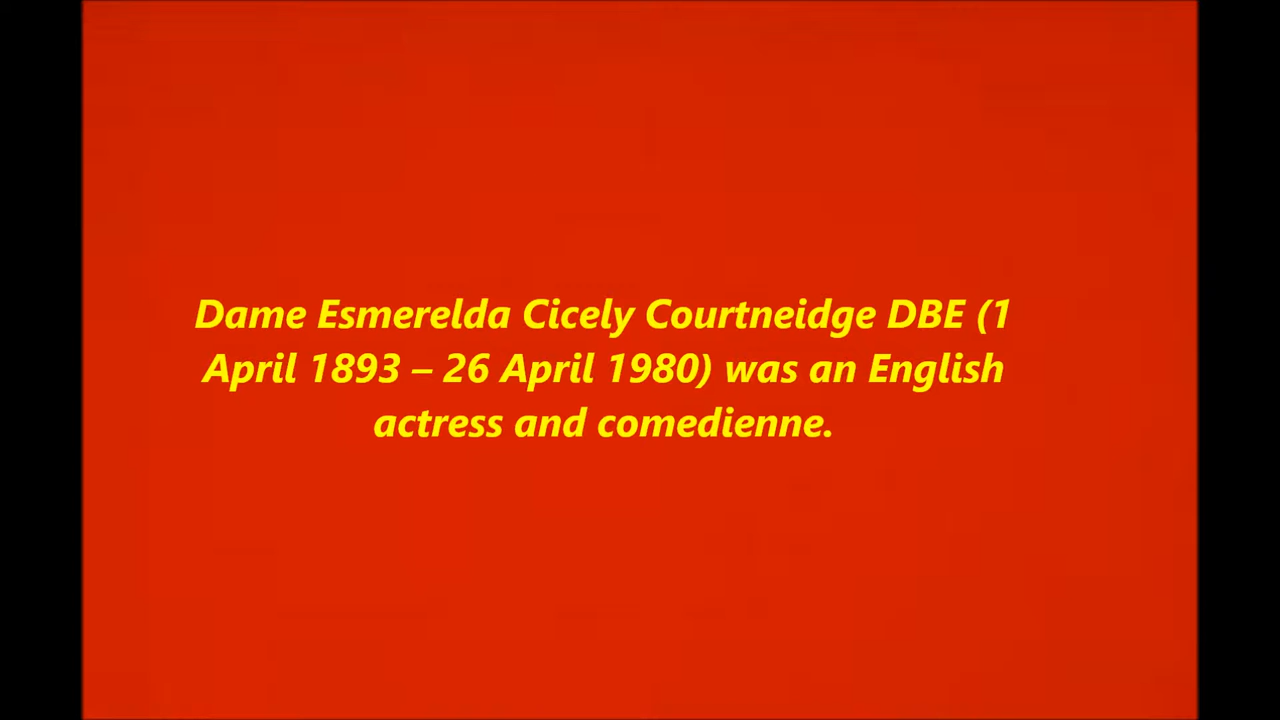 Dame Esmerelda Cicely Courtneidge DBE (1
April 1893 – 26 April 1980) was an English
actress and comedienne.